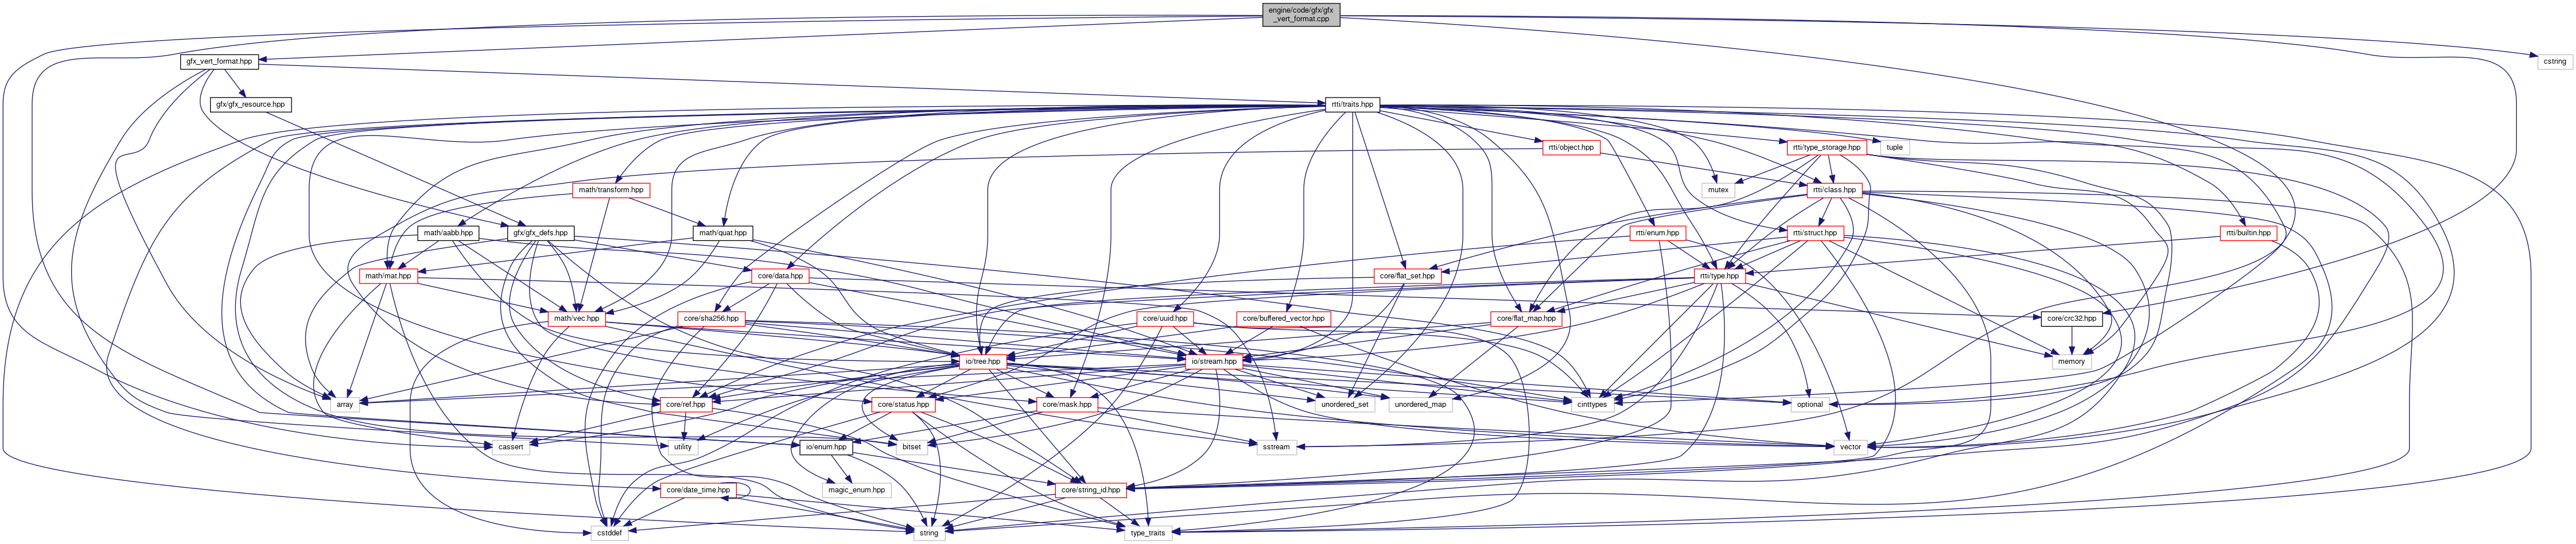 engine/code/gfx/gfx
_vert_format.cpp
gfx_vert_format.hpp
cstring
gfx/gfx_resource.hpp
rtti/traits.hpp
rtti/object.hpp
rtti/type_storage.hpp
tuple
math/transform.hpp
mutex
rtti/class.hpp
math/aabb.hpp
gfx/gfx_defs.hpp
math/quat.hpp
rtti/enum.hpp
rtti/struct.hpp
rtti/builtin.hpp
math/mat.hpp
core/data.hpp
core/flat_set.hpp
rtti/type.hpp
math/vec.hpp
core/sha256.hpp
core/uuid.hpp
core/buffered_vector.hpp
core/flat_map.hpp
core/crc32.hpp
io/tree.hpp
io/stream.hpp
memory
array
core/ref.hpp
core/status.hpp
core/mask.hpp
unordered_set
unordered_map
cinttypes
optional
cassert
utility
io/enum.hpp
bitset
sstream
vector
core/date_time.hpp
magic_enum.hpp
core/string_id.hpp
cstddef
string
type_traits